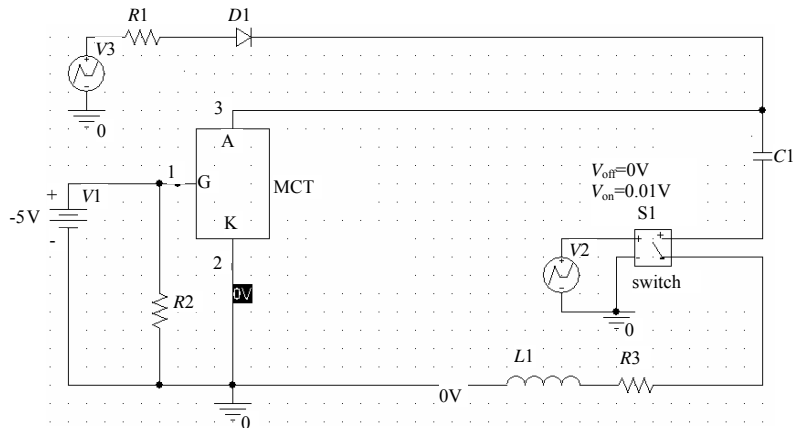 R1
D1
V3
0
3
A
1
G
MCT
C1
Voff=0V
Von=0.01V
S1
+
V1
-5V
-
K
2
0V
V2
+
+
-
switch
0
R2
L1
R3
0V
0